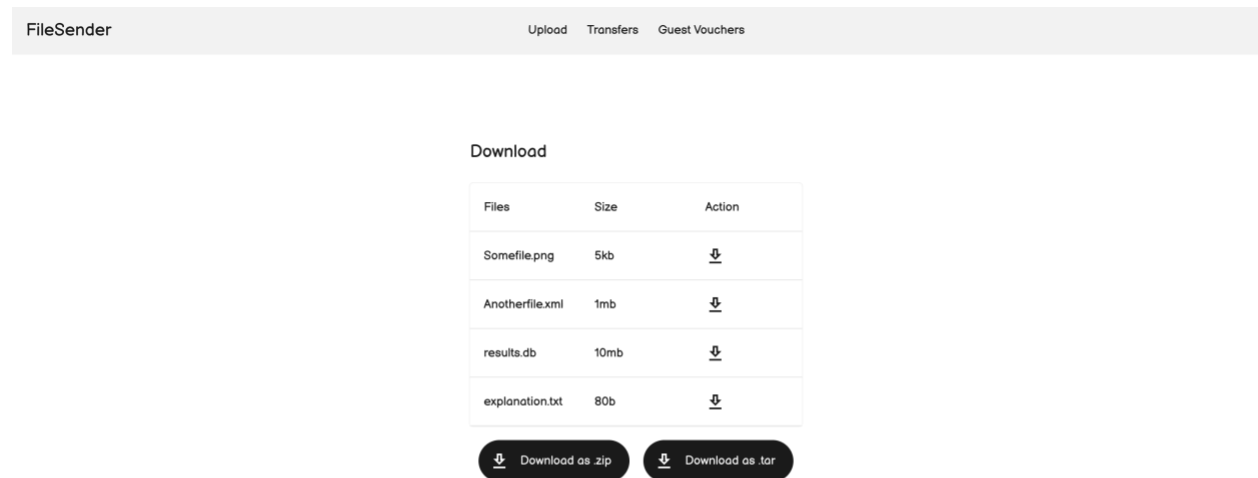 FileSender Upload Transfers Guest Vouchers
Download
Files Size Action
Somefile.png 5kb
Anotherfile.xml 1mb
results.db 10mb
explanation.txt 80b
Download as .zip Download as .tar